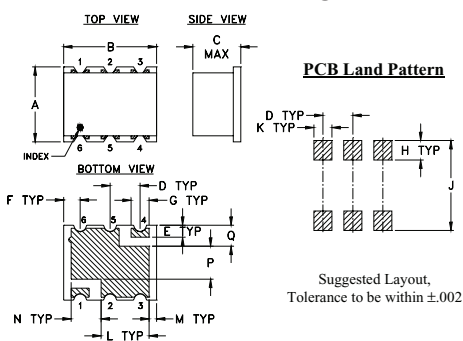 TOP VIEW
SIDE VIEW
B
C
MAX
1 2 3
A
6 5 4
INDEX
PCB Land Pattern
D TYP
K TYP
H TYP
J
BOTTOM VIEW
D TYP
F TYP
G TYP
6 5 4
E TYP
Q
P
1 2 3
N TYP
M TYP
L TYP
Suggested Layout,
Tolerance to be within ±.002